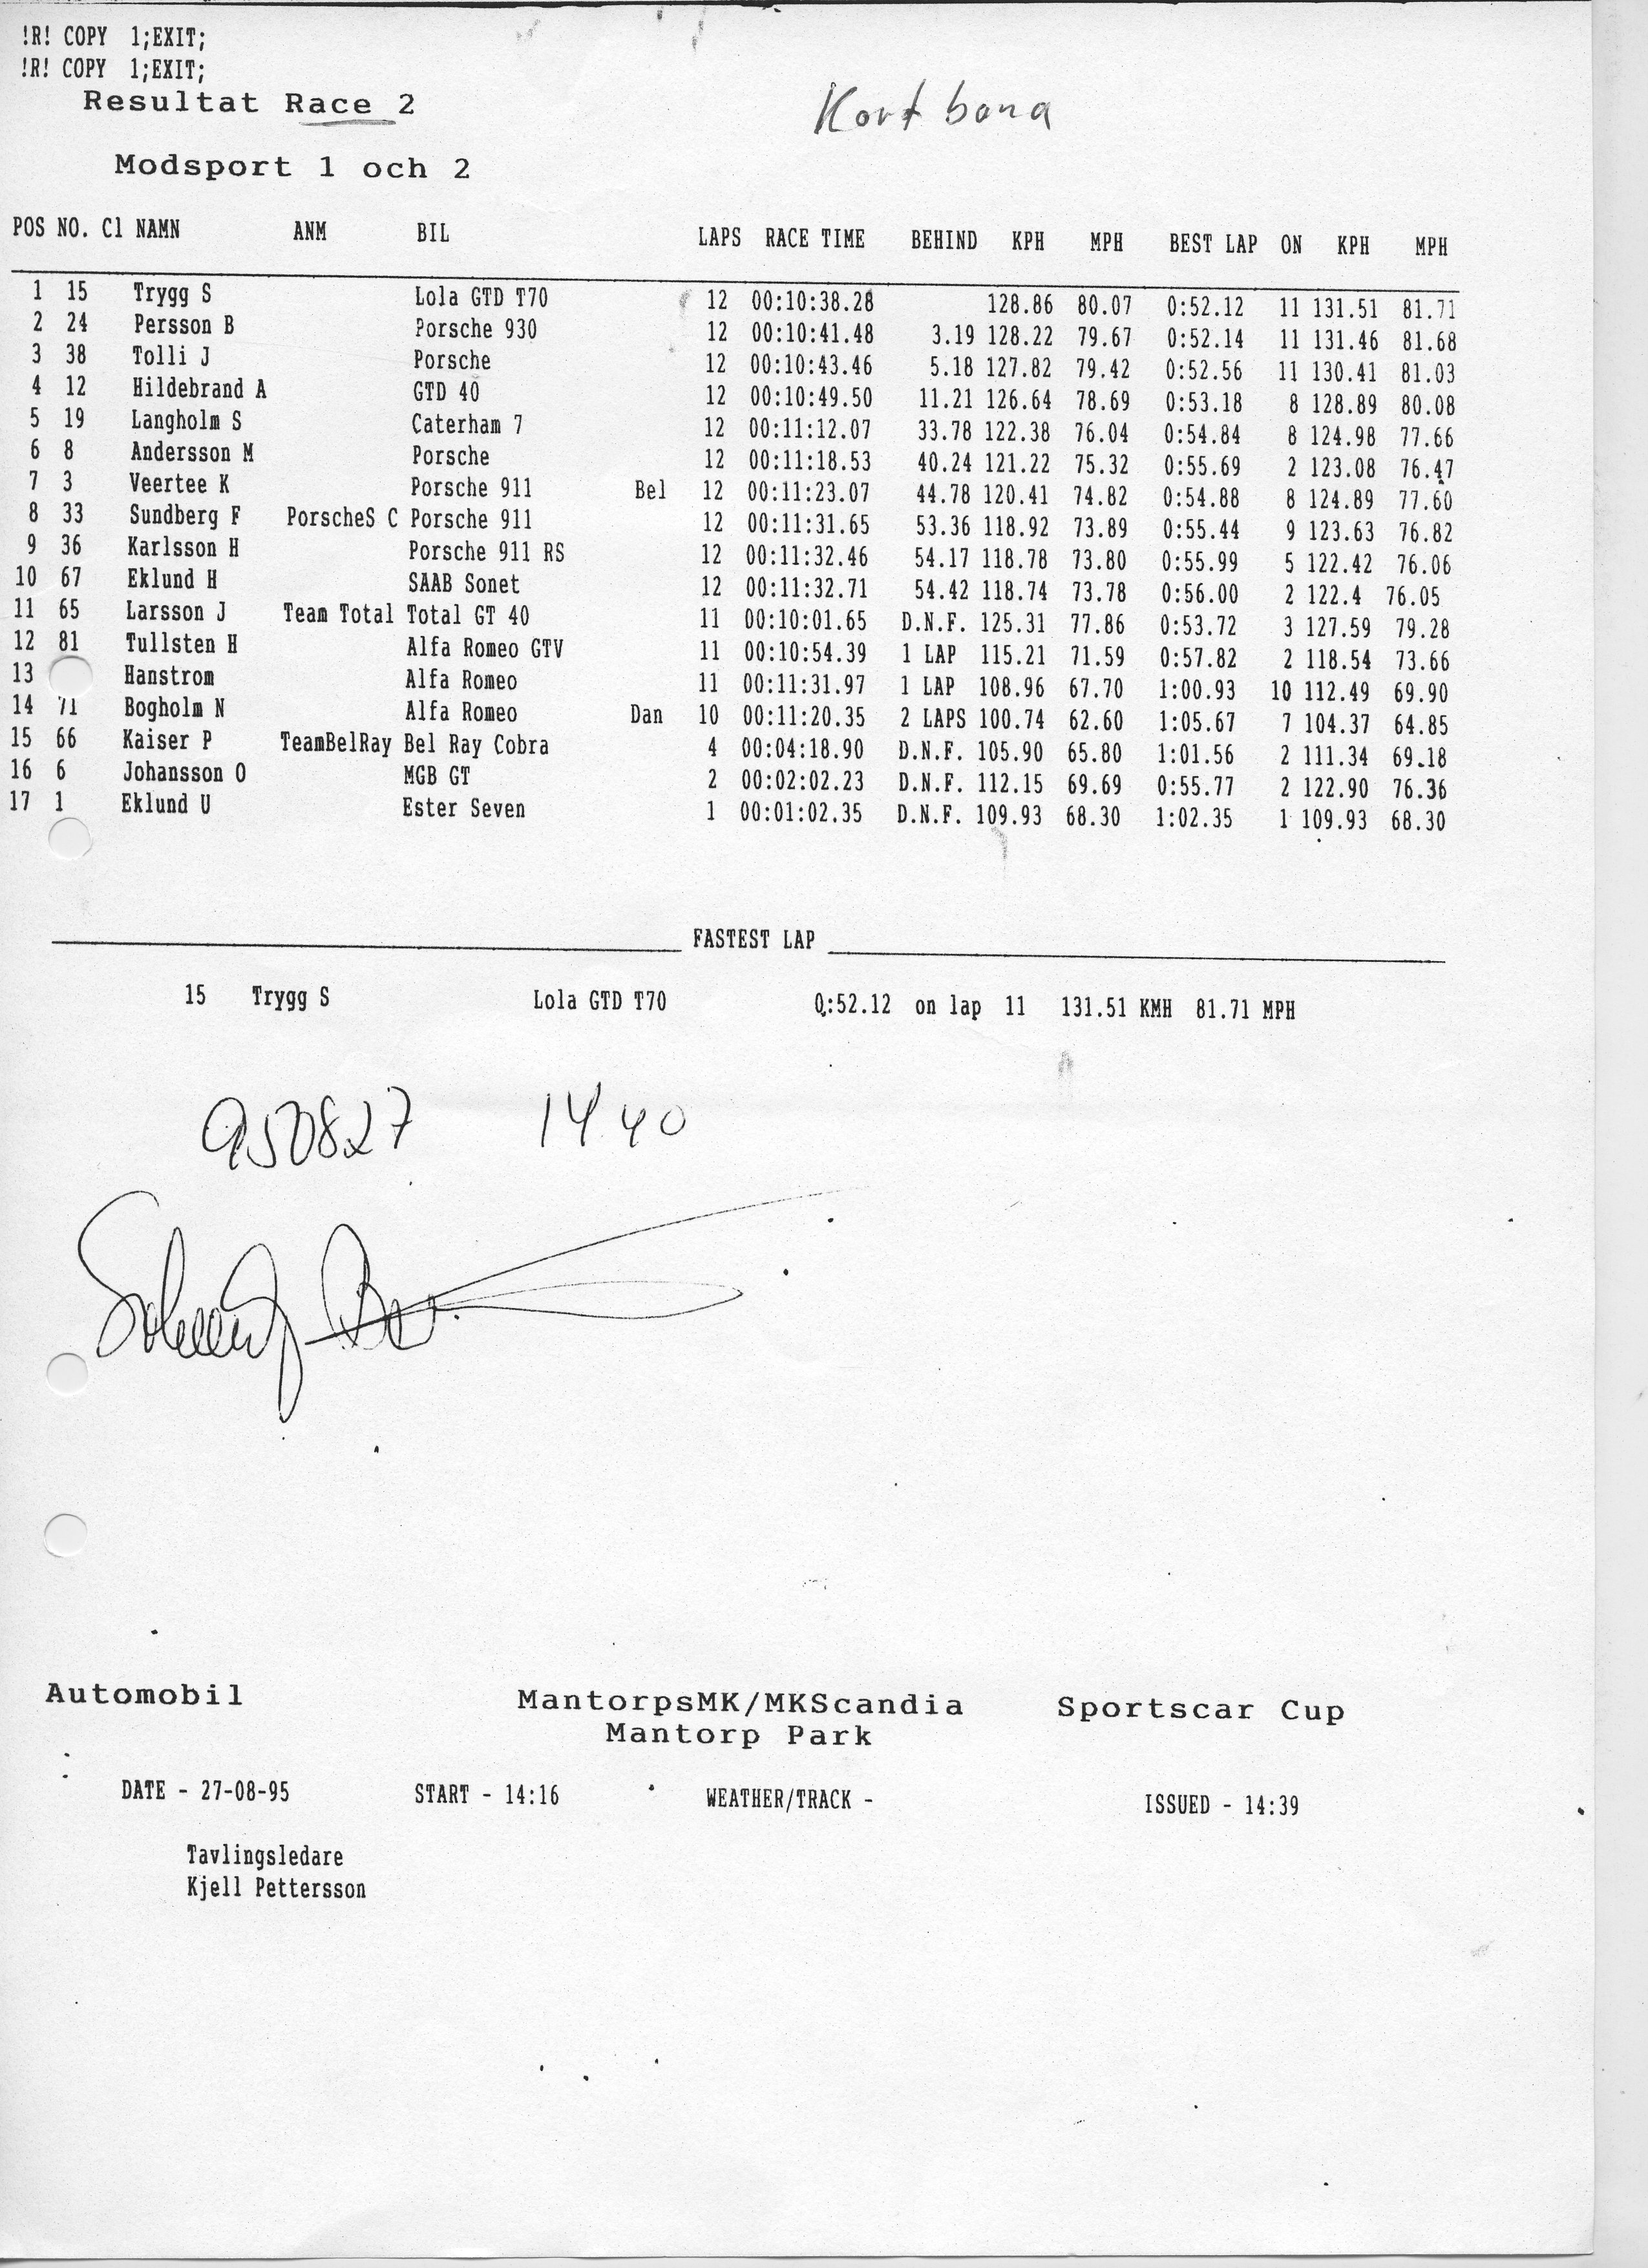 !R! COPY 1;EXIT;
!R! COPY 1;EXIT;
Resultat Race 2
Kort bana
Modsport 1 och 2
POS NO. Cl NAMN ANM BIL LAPS RACE TIME BEHIND KPH MPH BEST LAP ON KPH MPH
1 15 Trygg S Lola GTD T70 12 00:10:38.28 128.86 80.07 0:52.12 11 131.51 81.71
2 24 Persson B Porsche 930 12 00:10:41.48 3.19 128.22 79.67 0:52.14 11 131.46 81.68
3 38 Tolli J Porsche 12 00:10:43.46 5.18 127.82 79.42 0:52.56 11 130.41 81.03
4 12 Hildebrand A GTD 40 12 00:10:49.50 11.21 126.64 78.69 0:53.18 8 128.89 80.08
5 19 Langholm S Caterham 7 12 00:11:12.07 33.78 122.38 76.04 0:54.84 8 124.98 77.66
6 8 Andersson M Porsche 12 00:11:18.53 40.24 121.22 75.32 0:55.69 2 123.08 76.47
7 3 Veertee K Porsche 911 Bel 12 00:11:23.07 44.78 120.41 74.82 0:54.88 8 124.89 77.60
8 33 Sundberg F PorscheS C Porsche 911 12 00:11:31.65 53.36 118.92 73.89 0:55.44 9 123.63 76.82
9 36 Karlsson H Porsche 911 RS 12 00:11:32.46 54.17 118.78 73.80 0:55.99 5 122.42 76.06
10 67 Eklund H SAAB Sonet 12 00:11:32.71 54.42 118.74 73.78 0:56.00 2 122.4 76.05
11 65 Larsson J Team Total Total GT 40 11 00:10:01.65 D.N.F. 125.31 77.86 0:53.72 3 127.59 79.28
12 81 Tullsten H Alfa Romeo GTV 11 00:10:54.39 1 LAP 115.21 71.59 0:57.82 2 118.54 73.66
13 Hanstrom Alfa Romeo 11 00:11:31.97 1 LAP 108.96 67.70 1:00.93 10 112.49 69.90
14 71 Bogholm N Alfa Romeo Dan 10 00:11:20.35 2 LAPS 100.74 62.60 1:05.67 7 104.37 64.85
15 66 Kaiser P TeamBelRay Bel Ray Cobra 4 00:04:18.90 D.N.F. 105.90 65.80 1:01.56 2 111.34 69.18
16 6 Johansson O MGB GT 2 00:02:02.23 D.N.F. 112.15 69.69 0:55.77 2 122.90 76.36
17 1 Eklund U Ester Seven 1 00:01:02.35 D.N.F. 109.93 68.30 1:02.35 1 109.93 68.30
FASTEST LAP
15 Trygg S Lola GTD T70 0:52.12 on lap 11 131.51 KMH 81.71 MPH
950827 1440
Automobil MantorpsMK/MKScandia Sportscar Cup
Mantorp Park
DATE - 27-08-95 START - 14:16 WEATHER/TRACK - ISSUED - 14:39
Tavlingsledare
Kjell Pettersson